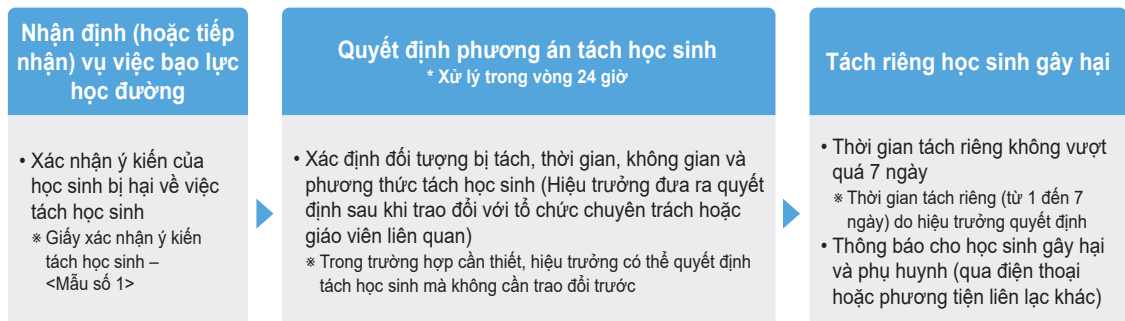 Nhận định (hoặc tiếp
nhận) vụ việc bạo lực
học đường
• Xác nhận ý kiến của
học sinh bị hại về việc
tách học sinh
※ Giấy xác nhận ý kiến
tách học sinh –
<Mẫu số 1>
Quyết định phương án tách học sinh
* Xử lý trong vòng 24 giờ
• Xác định đối tượng bị tách, thời gian, không gian và
phương thức tách học sinh (Hiệu trưởng đưa ra quyết
định sau khi trao đổi với tổ chức chuyên trách hoặc
giáo viên liên quan)
※ Trong trường hợp cần thiết, hiệu trưởng có thể quyết định
tách học sinh mà không cần trao đổi trước
Tách riêng học sinh gây hại
• Thời gian tách riêng không vượt
quá 7 ngày
※ Thời gian tách riêng (từ 1 đến 7
ngày) do hiệu trưởng quyết định
• Thông báo cho học sinh gây hại
và phụ huynh (qua điện thoại
hoặc phương tiện liên lạc khác)